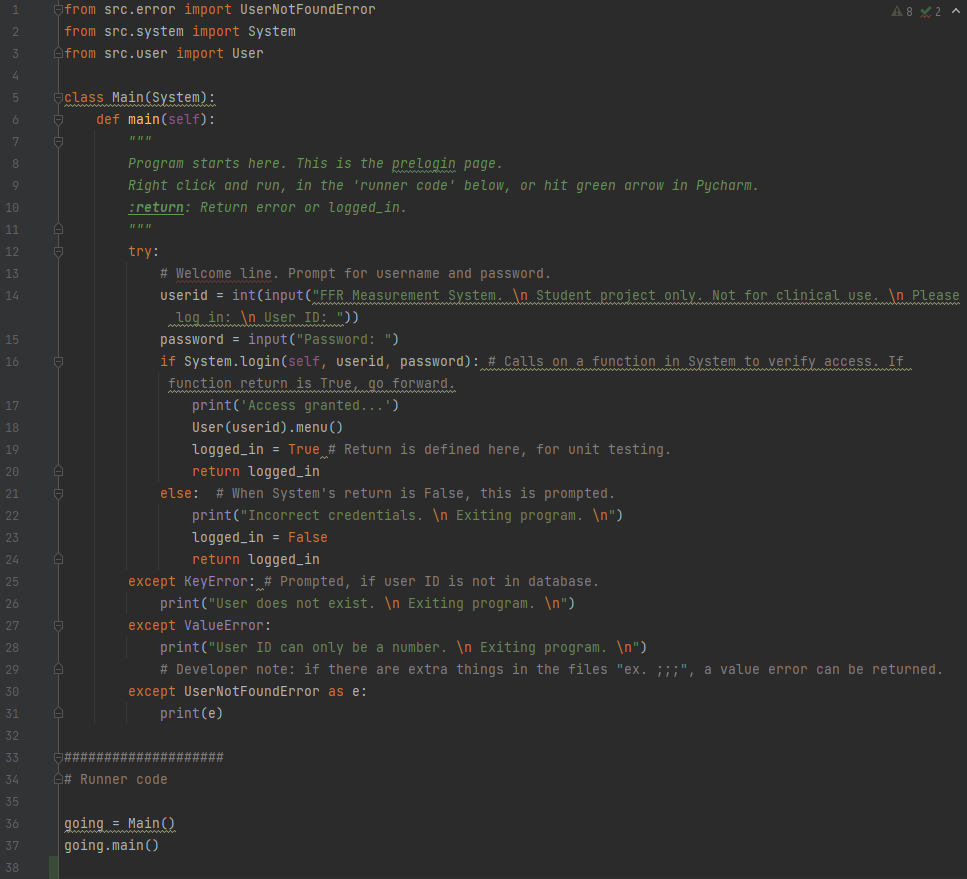 1 from src.error import UserNotFoundError
2 from src.system import System
3 from src.user import User
4
5 class Main(System):
6     def main(self):
7         """
8         Program starts here. This is the prelogin page.
9         Right click and run, in the 'runner code' below, or hit green arrow in Pycharm.
10         :return: Return error or logged_in.
11         """
12         try:
13             # Welcome line. Prompt for username and password.
14             userid = int(input("FFR Measurement System. \n Student project only. Not for clinical use. \n Please
log in: \n User ID: "))
15             password = input("Password: ")
16             if System.login(self, userid, password): # Calls on a function in System to verify access. If
function return is True, go forward.
17                 print('Access granted...')
18                 User(userid).menu()
19                 logged_in = True # Return is defined here, for unit testing.
20                 return logged_in
21             else:  # When System's return is False, this is prompted.
22                 print("Incorrect credentials. \n Exiting program. \n")
23                 logged_in = False
24                 return logged_in
25         except KeyError: # Prompted, if user ID is not in database.
26             print("User does not exist. \n Exiting program. \n")
27         except ValueError:
28             print("User ID can only be a number. \n Exiting program. \n")
29             # Developer note: if there are extra things in the files "ex. ;;;", a value error can be returned.
30         except UserNotFoundError as e:
31             print(e)
32
33 ####################
34 # Runner code
35
36 going = Main()
37 going.main()
38
8 2